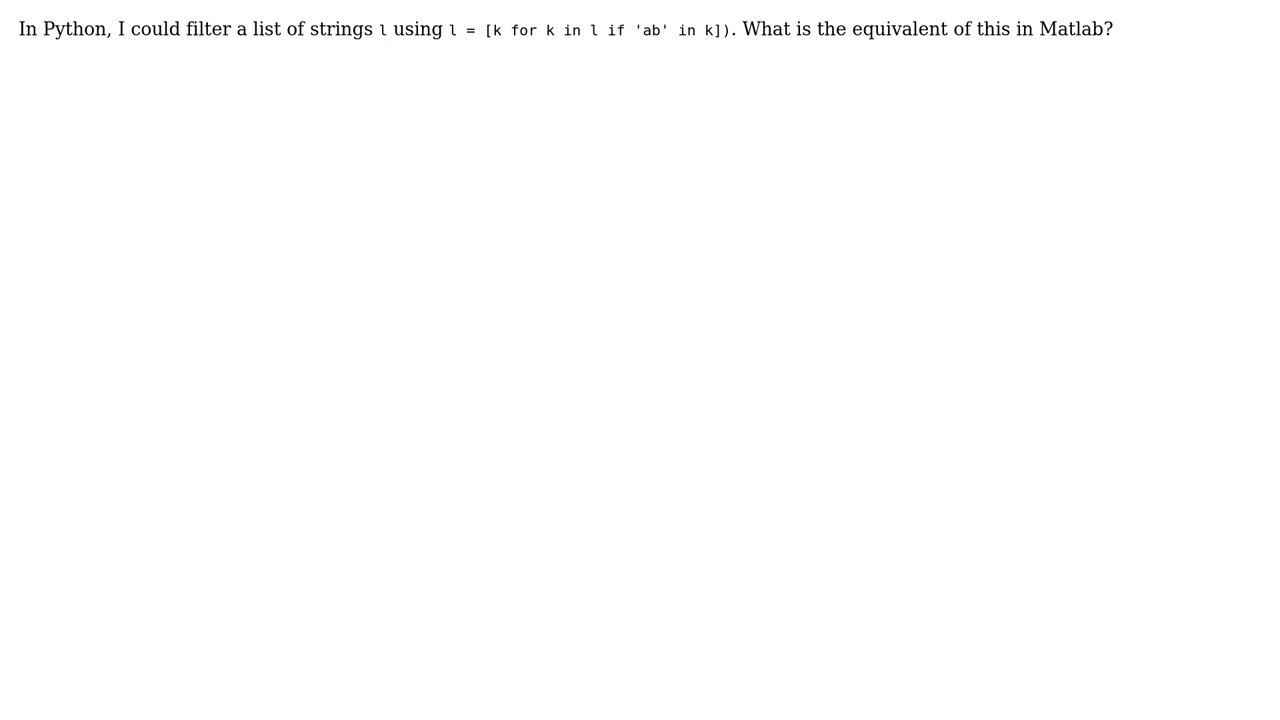 In Python, I could filter a list of strings l using l = [k for k in l if 'ab' in k]). What is the equivalent of this in Matlab?